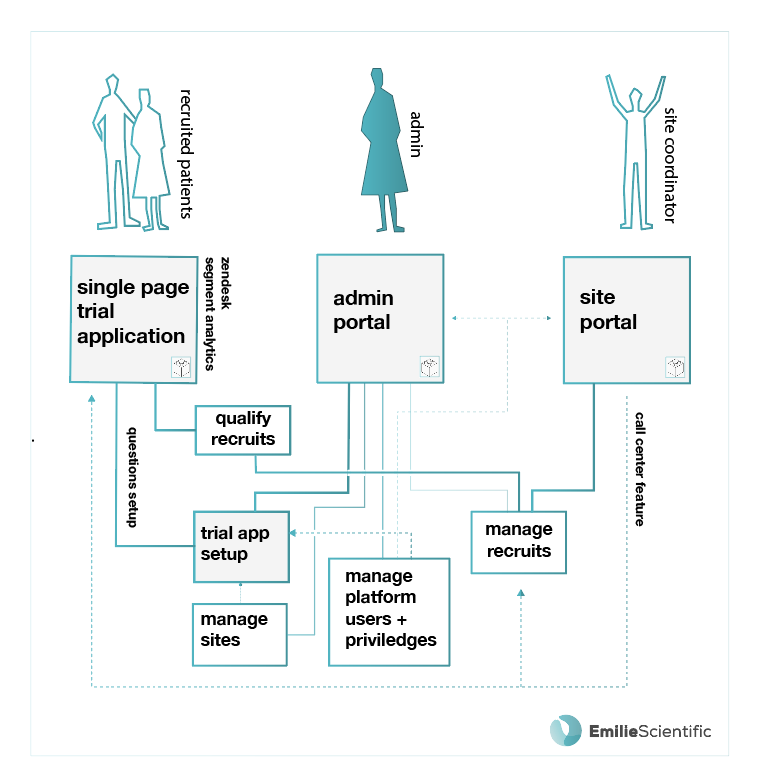 recruited patients
admin
site coordinator
single page
trial
application
zendesk
segment analytics
admin
portal
site
portal
qualify
recruits
questions setup
call center feature
trial app
setup
manage
recruits
manage
platform
users +
priviledges
manage
sites
EmilieScientific